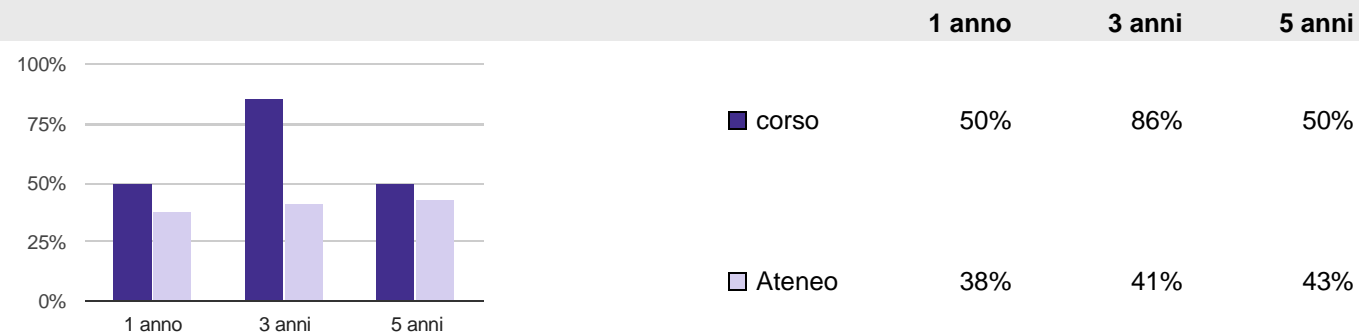 1 anno 3 anni 5 anni
100%
75%
50%
25%
0%
1 anno 3 anni 5 anni
corso 50% 86% 50%
Ateneo 38% 41% 43%